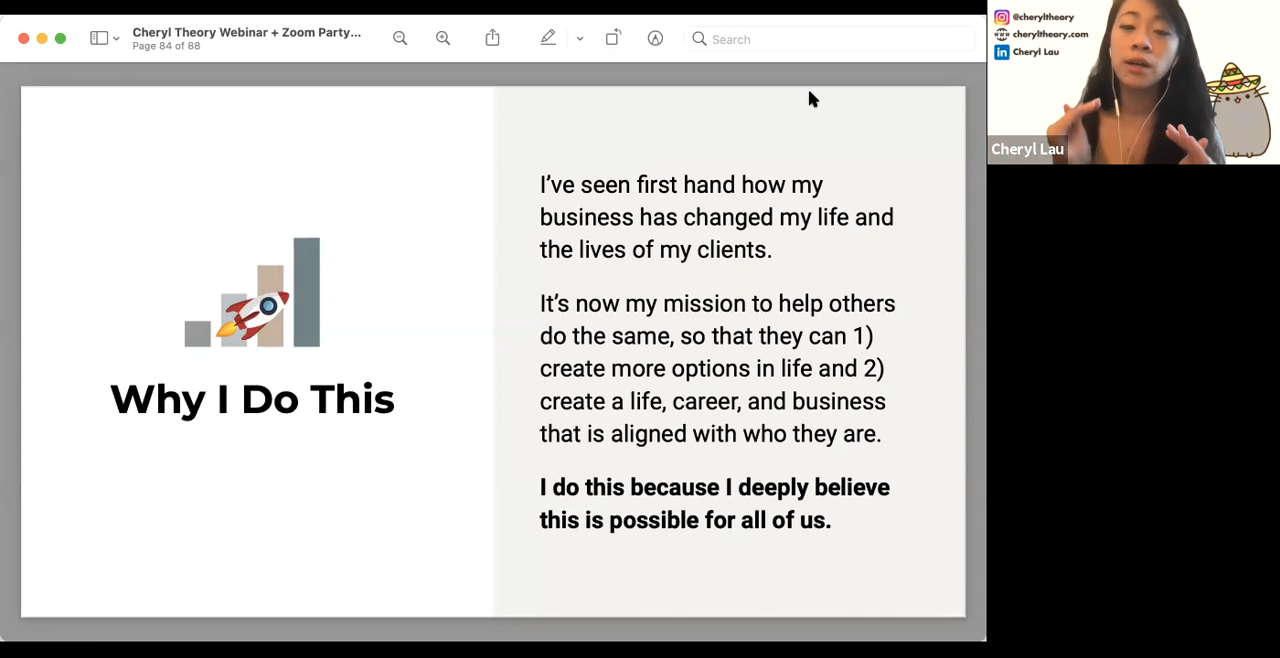 Cheryl Theory Webinar + Zoom Party...
Page 84 of 88
Search
@cheryltheory
cheryltheory.com
Cheryl Lau
Cheryl Lau
Why I Do This
I’ve seen first hand how my
business has changed my life and
the lives of my clients.
It’s now my mission to help others
do the same, so that they can 1)
create more options in life and 2)
create a life, career, and business
that is aligned with who they are.
I do this because I deeply believe
this is possible for all of us.